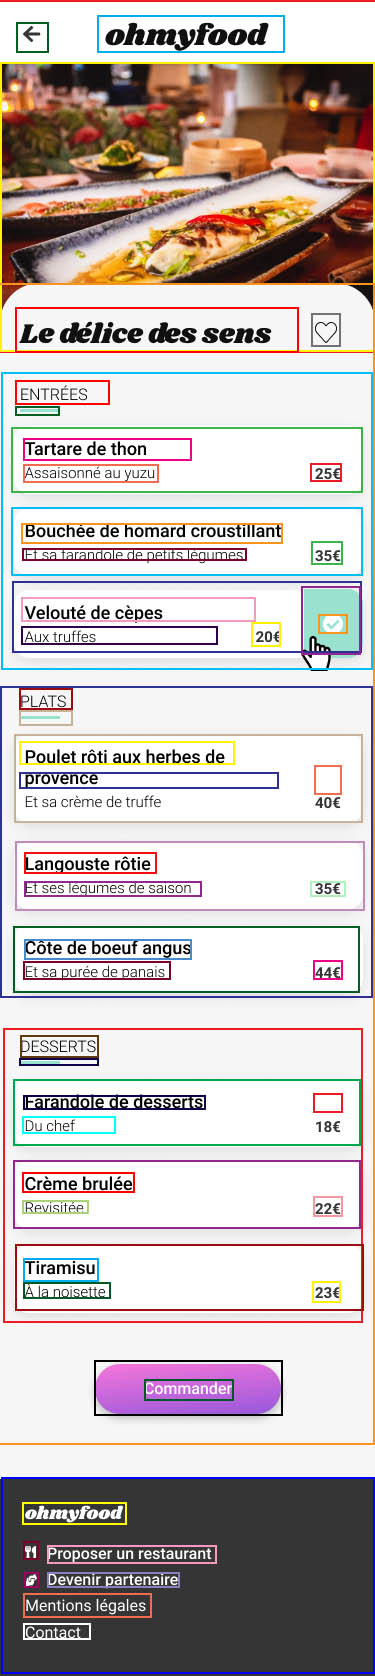 ohmyfood
Le délice des sens
ENTRÉES
Tartare de thon
Assaisonné au yuzu
25€
Bouchée de homard croustillant
Et sa farandole de petits légumes
35€
Velouté de cèpes
Aux truffes
20€
PLATS
Poulet rôti aux herbes de
provence
Et sa crème de truffe
40€
Langouste rôtie
Et ses légumes de saison
35€
Côte de boeuf angus
Et sa purée de panais
44€
DESSERTS
Farandole de desserts
Du chef
18€
Crème brulée
Revisitée
22€
Tiramisu
À la noisette
23€
Commander
ohmyfood
Proposer un restaurant
Devenir partenaire
Mentions légales
Contact